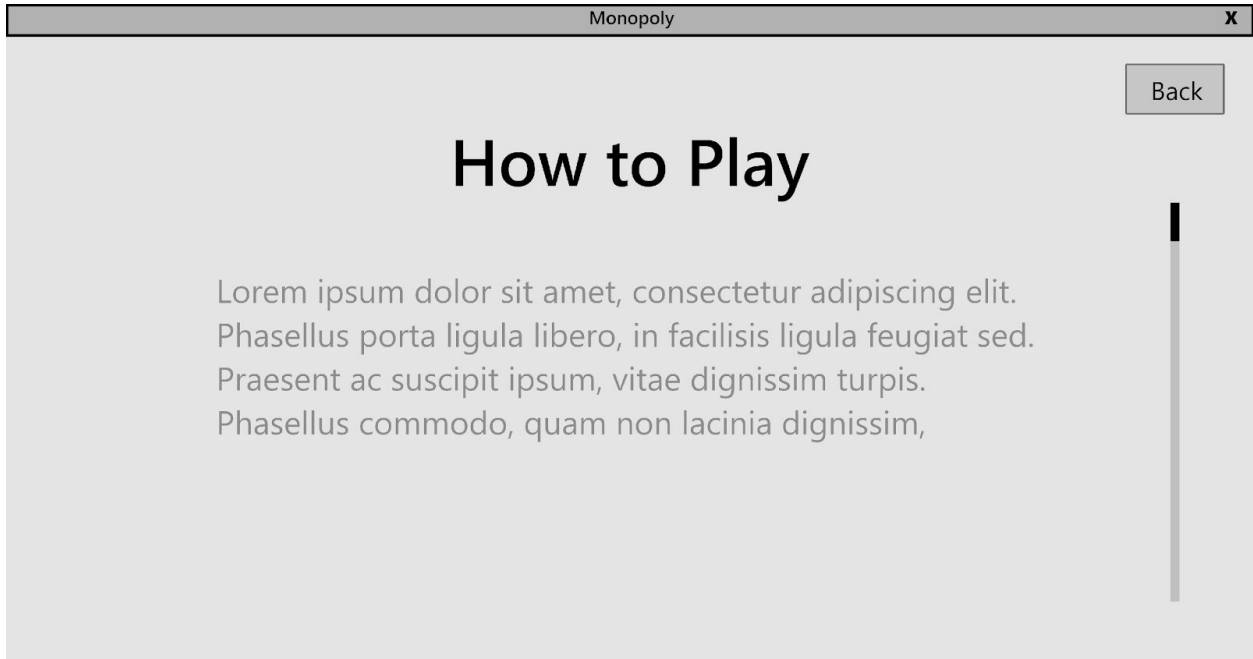 Monopoly X
Back
How to Play
Lorem ipsum dolor sit amet, consectetur adipiscing elit.
Phasellus porta ligula libero, in facilisis ligula feugiat sed.
Praesent ac suscipit ipsum, vitae dignissim turpis.
Phasellus commodo, quam non lacinia dignissim,